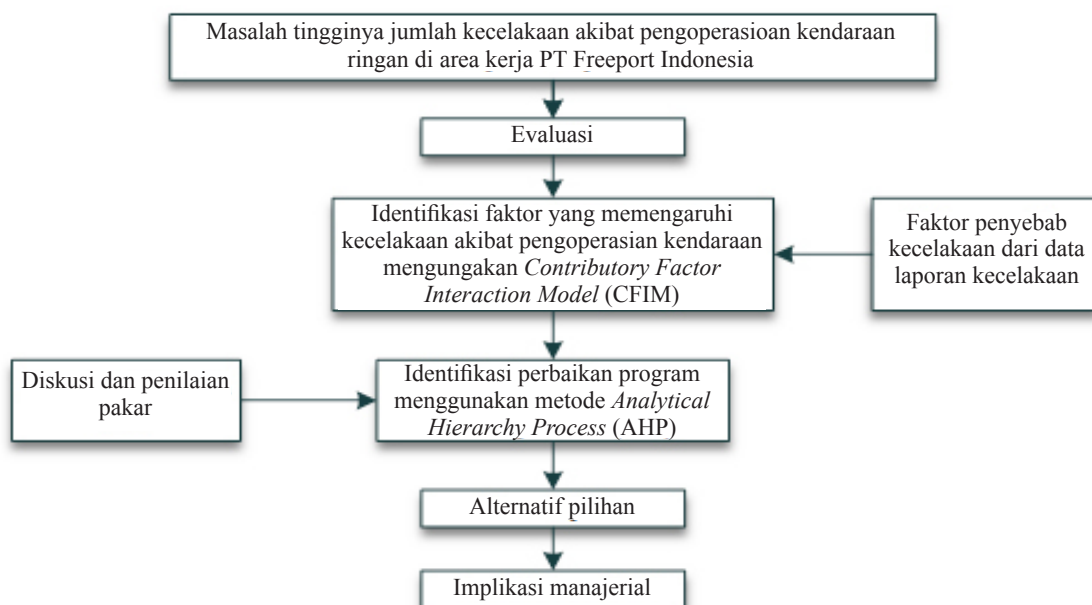 Masalah tingginya jumlah kecelakaan akibat pengoperasioan kendaraan
ringan di area kerja PT Freeport Indonesia
Evaluasi
Identifikasi faktor yang memengaruhi
kecelakaan akibat pengoperasian kendaraan
mengungakan Contributory Factor
Interaction Model (CFIM)
Faktor penyebab
kecelakaan dari data
laporan kecelakaan
Diskusi dan penilaian
pakar
Identifikasi perbaikan program
menggunakan metode Analytical
Hierarchy Process (AHP)
Alternatif pilihan
Implikasi manajerial